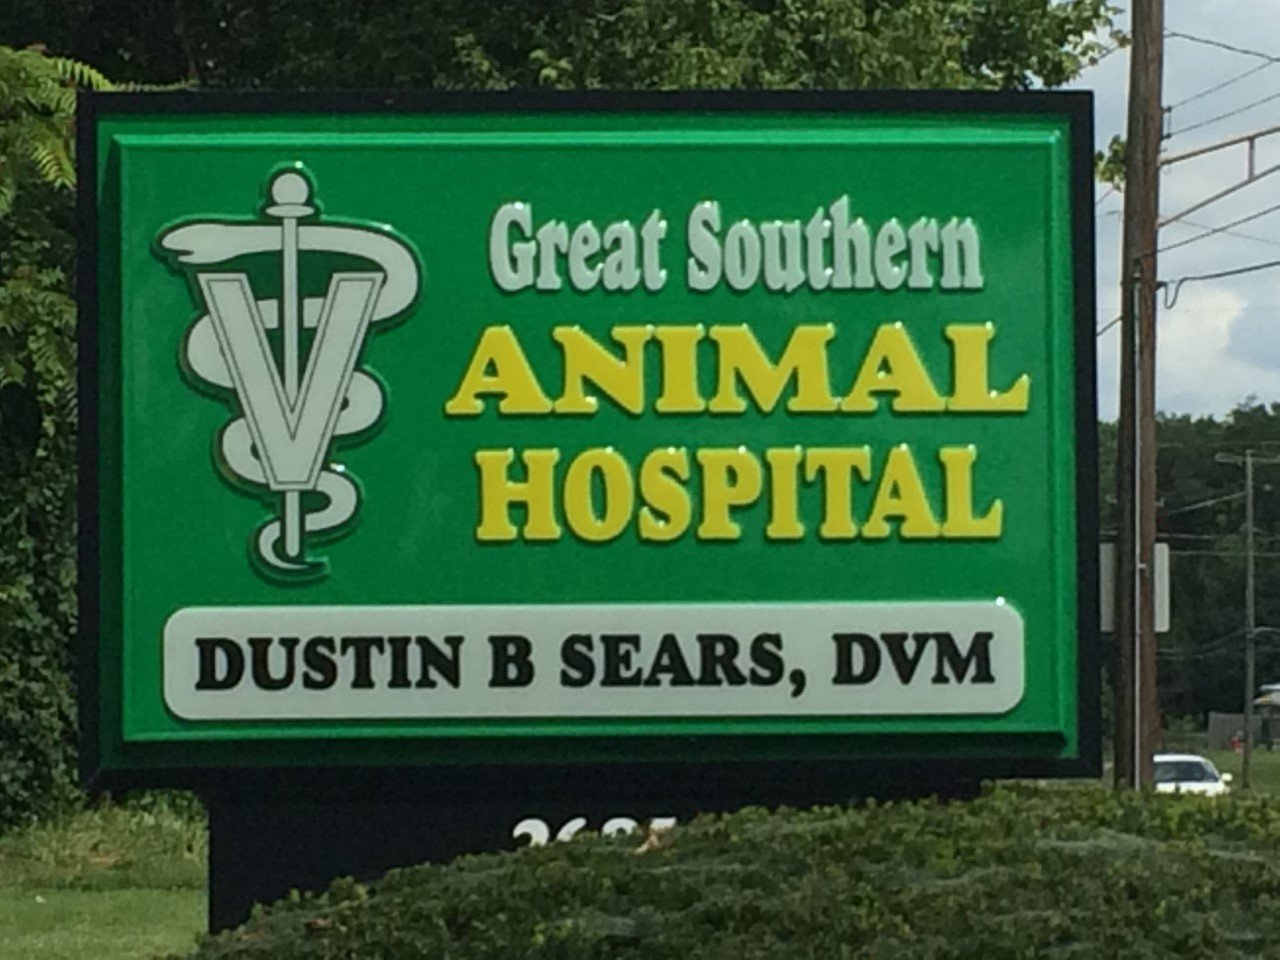 V
Great Southern
ANIMAL
HOSPITAL
DUSTIN B SEARS, DVM